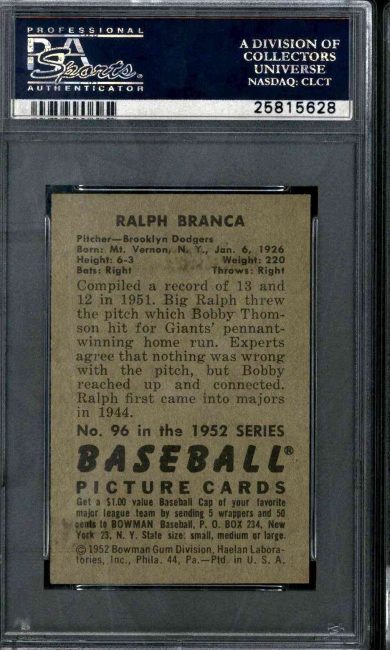 PROFESSIONAL
PSA
Sports
AUTHENTICATOR
A DIVISION OF
COLLECTORS
UNIVERSE
NASDAQ: CLCT
25815628
RALPH BRANCA
Pitcher—Brooklyn Dodgers
Born: Mt. Vernon, N. Y., Jan. 6, 1926
Height: 6-3 Weight: 220
Bats: Right Throws: Right
Compiled a record of 13 and
12 in 1951. Big Ralph threw
the pitch which Bobby Thom-
son hit for Giants' pennant-
winning home run. Experts
agree that nothing was wrong
with the pitch, but Bobby
reached up and connected.
Ralph first came into majors
in 1944.
No. 96 in the 1952 SERIES
BASEBALL®
PICTURE CARDS
Get a $1.00 value Baseball Cap of your favorite
major league team by sending 5 wrappers and 50
cents to BOWMAN Baseball, P. O. BOX 234, New
York 23, N. Y. State size: small, medium or large.
©1952 Bowman Gum Division, Haelan Labora-
tories, Inc., Phila. 44, Pa.—Ptd. in U. S. A.